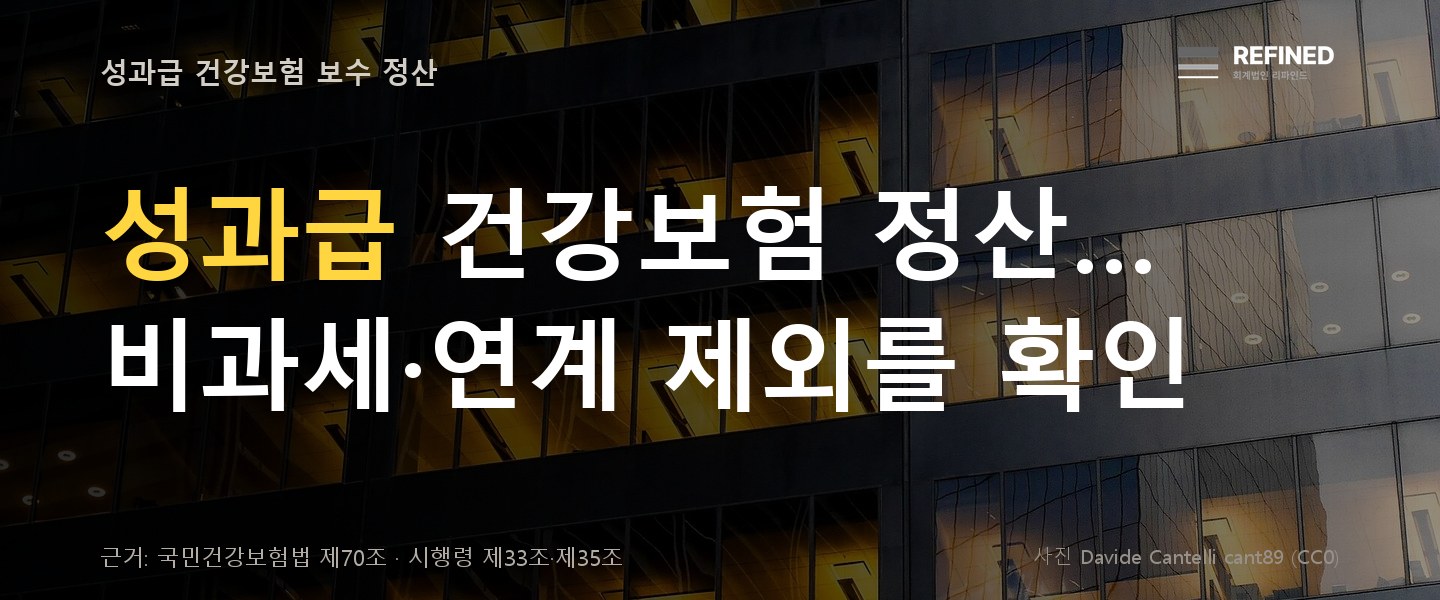 성과급 건강보험 보수 정산
REFINED
회계법인 리파인드
성과급 건강보험 정산...
비과세·연계 제외를 확인
근거: 국민건강보험법 제70조 · 시행령 제33조·제35조
사진 Davide Cantelli cant89 (CC0)